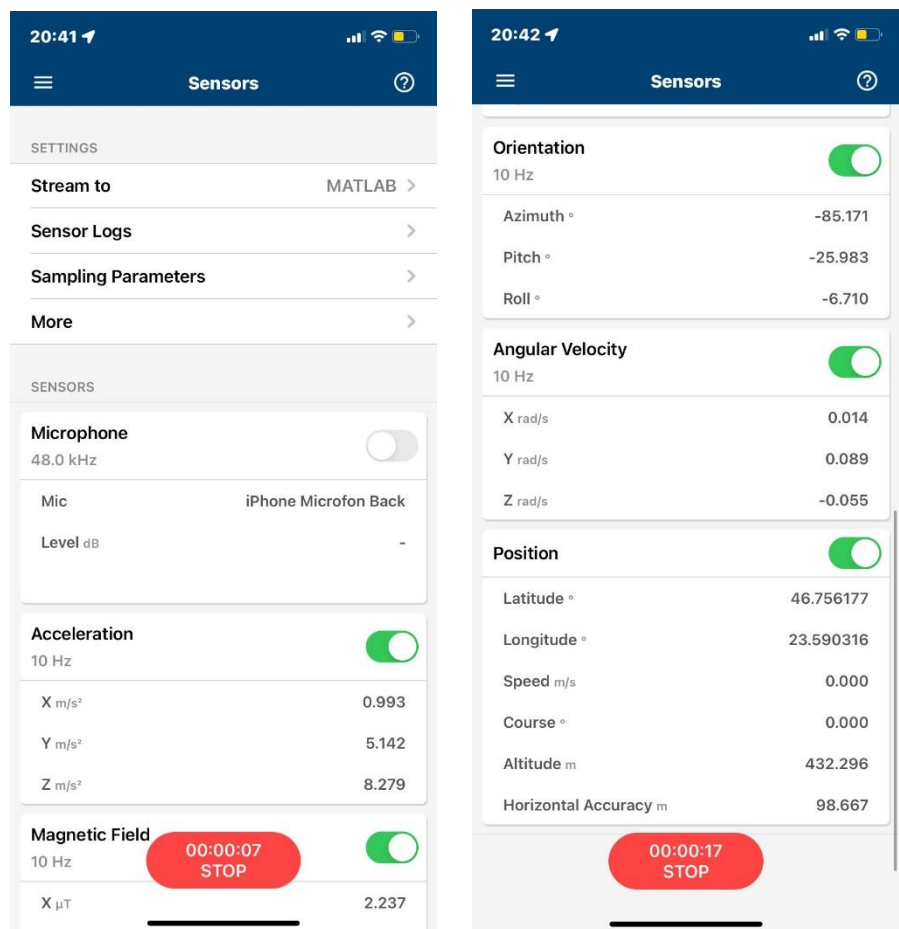 20:41
Sensors
SETTINGS
Stream to MATLAB
Sensor Logs
Sampling Parameters
More
SENSORS
Microphone
48.0 kHz
Mic iPhone Microfon Back
Level dB -
Acceleration
10 Hz
X m/s² 0.993
Y m/s² 5.142
Z m/s² 8.279
Magnetic Field
10 Hz
00:00:07
STOP
X μT 2.237
20:42
Sensors
Orientation
10 Hz
Azimuth ° -85.171
Pitch ° -25.983
Roll ° -6.710
Angular Velocity
10 Hz
X rad/s 0.014
Y rad/s 0.089
Z rad/s -0.055
Position
Latitude ° 46.756177
Longitude ° 23.590316
Speed m/s 0.000
Course ° 0.000
Altitude m 432.296
Horizontal Accuracy m 98.667
00:00:17
STOP